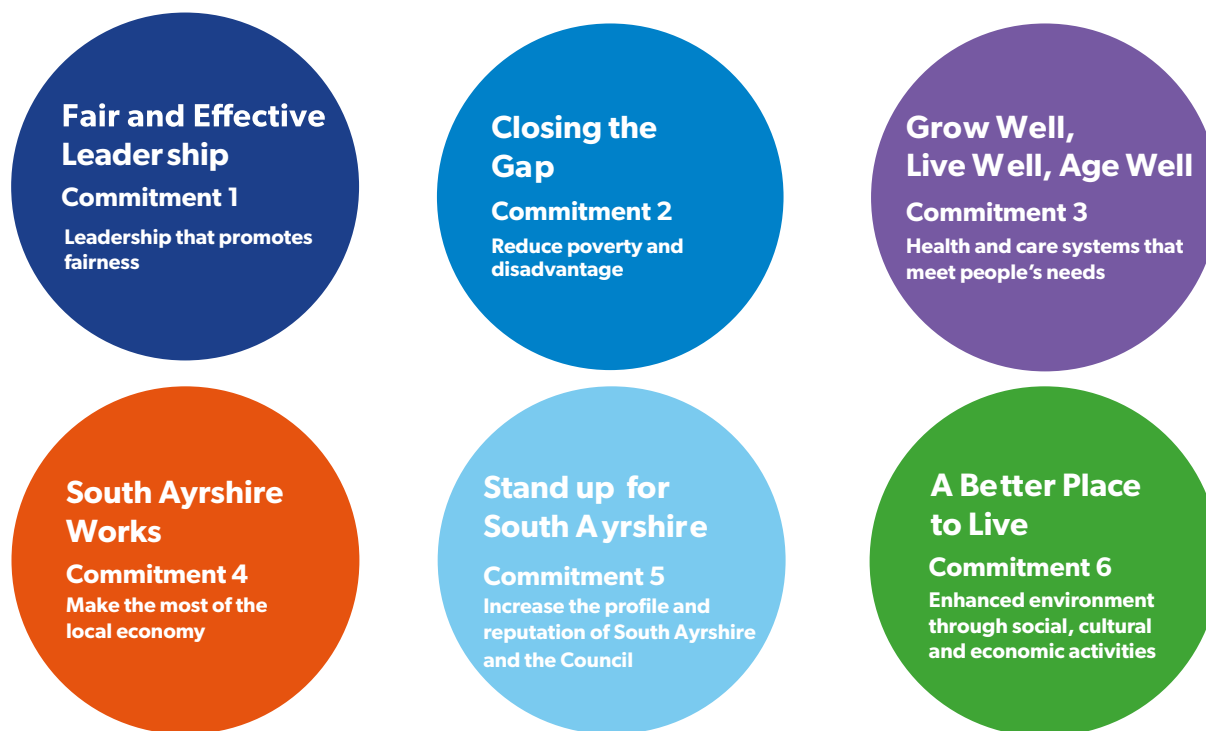 Fair and Effective
Leadership
Commitment 1
Leadership that promotes
fairness
Closing the
Gap
Commitment 2
Reduce poverty and
disadvantage
Grow Well,
Live Well, Age Well
Commitment 3
Health and care systems that
meet people's needs
South Ayrshire
Works
Commitment 4
Make the most of the
local economy
Stand up for
South Ayrshire
Commitment 5
Increase the profile and
reputation of South Ayrshire
and the Council
A Better Place
to Live
Commitment 6
Enhanced environment
through social, cultural
and economic activities